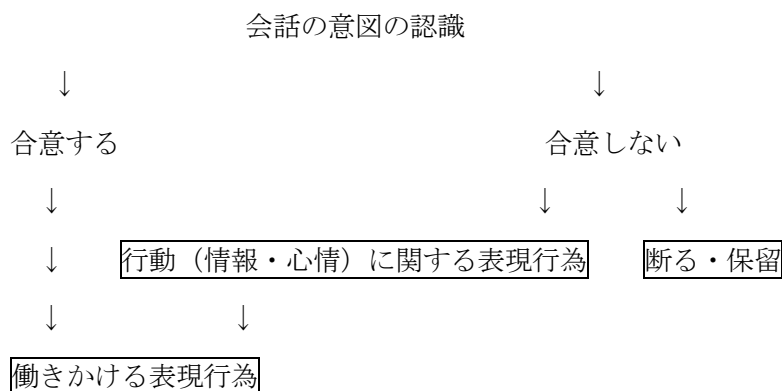 会話の意図の認識
↓ ↓
合意する 合意しない
↓ ↓ ↓
↓ 行動（情報・心情）に関する表現行為 断る・保留
↓ ↓
働きかける表現行為